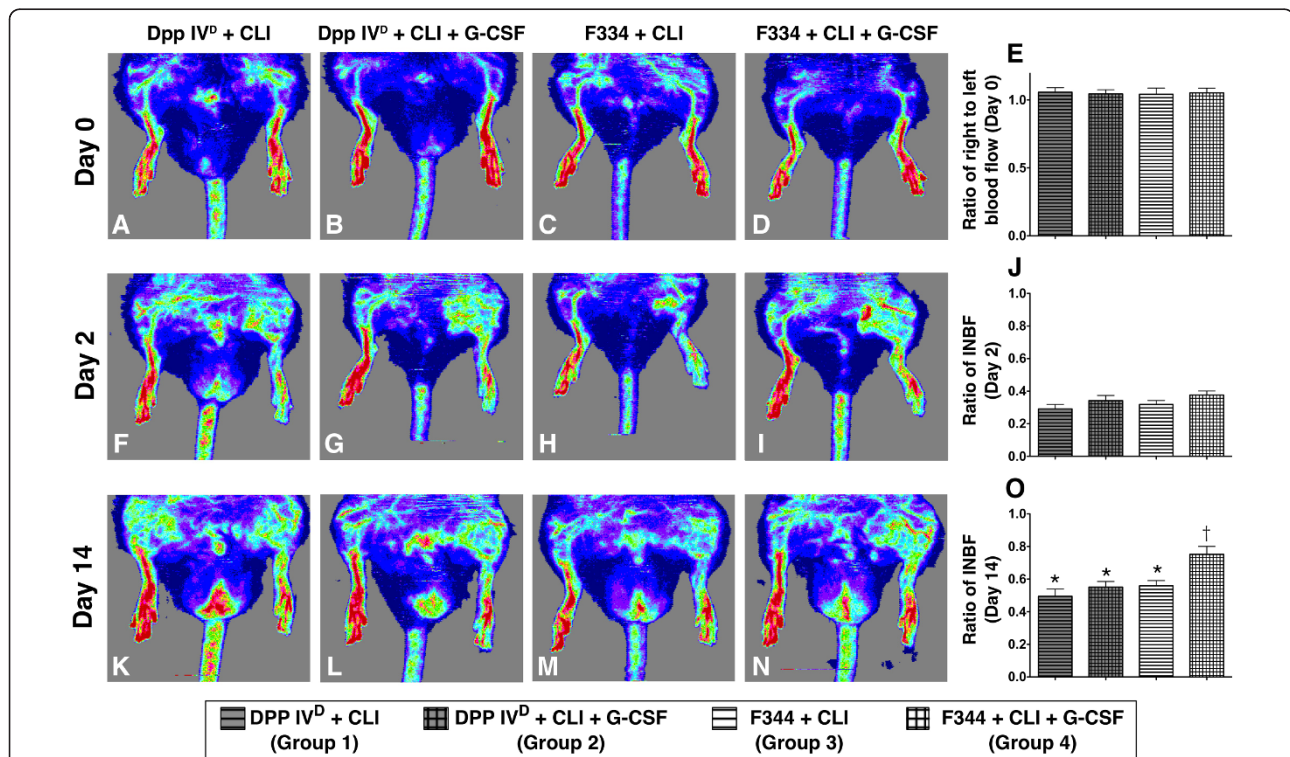 Dpp IVᴰ + CLI
Dpp IVᴰ + CLI + G-CSF
F334 + CLI
F334 + CLI + G-CSF
Day 0
A
B
C
D
E
Ratio of right to left
blood flow (Day 0)
1.0
0.5
0.0
Day 2
F
G
H
I
J
Ratio of INBF
(Day 2)
1.0
0.8
0.6
0.4
0.2
0.0
Day 14
K
L
M
N
O
Ratio of INBF
(Day 14)
1.0
0.8
0.6
0.4
0.2
0.0
*
*
*
†
DPP IVᴰ + CLI
(Group 1)
DPP IVᴰ + CLI + G-CSF
(Group 2)
F344 + CLI
(Group 3)
F344 + CLI + G-CSF
(Group 4)